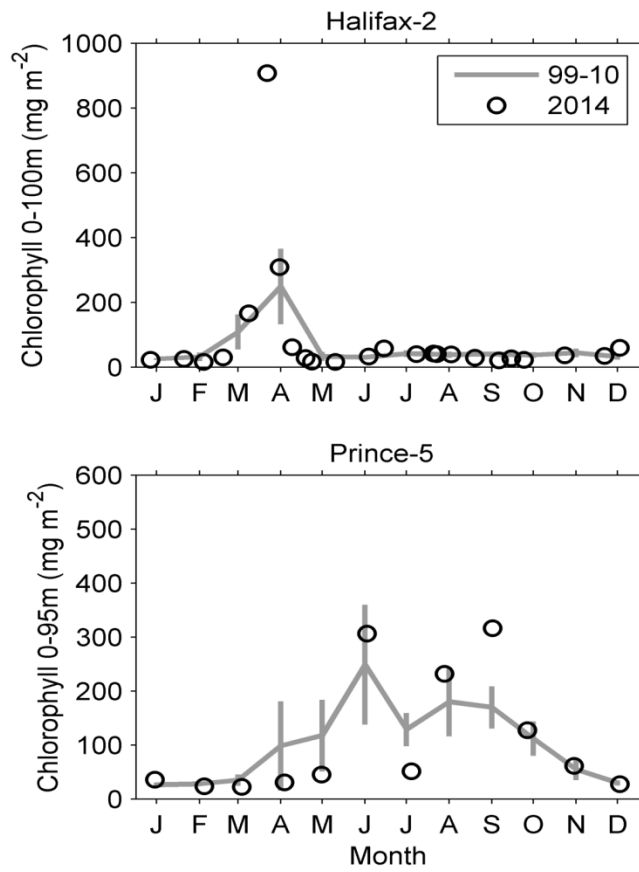 Halifax-2
1000
800
600
400
200
0
Chlorophyll 0-100m (mg m-2)
99-10
2014
J F M A M J J A S O N D
Prince-5
600
500
400
300
200
100
0
Chlorophyll 0-95m (mg m-2)
J F M A M J J A S O N D
Month